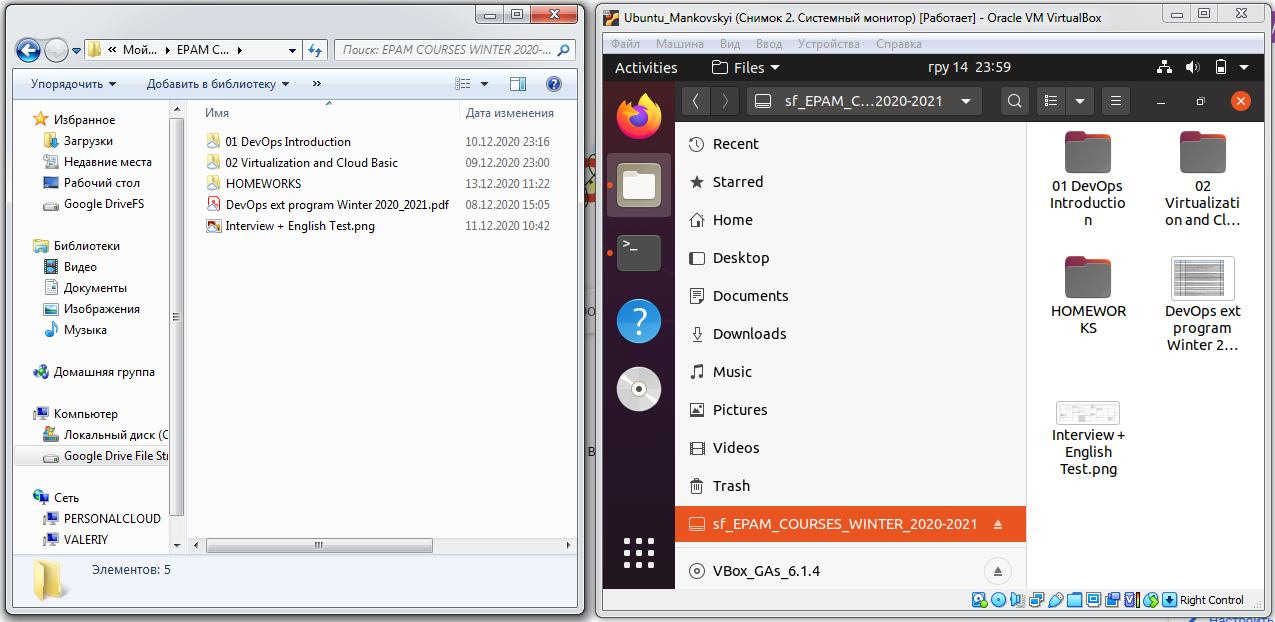 « Мой... ▸ EPAM C... ▸
Поиск: EPAM COURSES WINTER 2020-...
Упорядочить
Добавить в библиотеку
»
Избранное
Загрузки
Недавние места
Рабочий стол
Google DriveFS
Библиотеки
Видео
Документы
Изображения
Музыка
Домашняя группа
Компьютер
Локальный диск (C
Google Drive File Str
Сеть
PERSONALCLOUD
VALERIY
Имя
Дата изменения
01 DevOps Introduction 10.12.2020 23:16
02 Virtualization and Cloud Basic 09.12.2020 23:00
HOMEWORKS 13.12.2020 11:22
DevOps ext program Winter 2020_2021.pdf 08.12.2020 15:05
Interview + English Test.png 11.12.2020 10:42
Элементов: 5
Ubuntu_Mankovskyi (Снимок 2. Системный монитор) [Работает] - Oracle VM VirtualBox
Файл Машина Вид Ввод Устройства Справка
Activities
Files
гру 14 23:59
sf_EPAM_C...2020-2021
Recent
Starred
Home
Desktop
Documents
Downloads
Music
Pictures
Videos
Trash
sf_EPAM_COURSES_WINTER_2020-2021
VBox_GAs_6.1.4
01 DevOps
Introductio
n
02
Virtualizati
on and Cl...
HOMEWOR
KS
DevOps ext
program
Winter 2...
Interview +
English
Test.png
Right Control